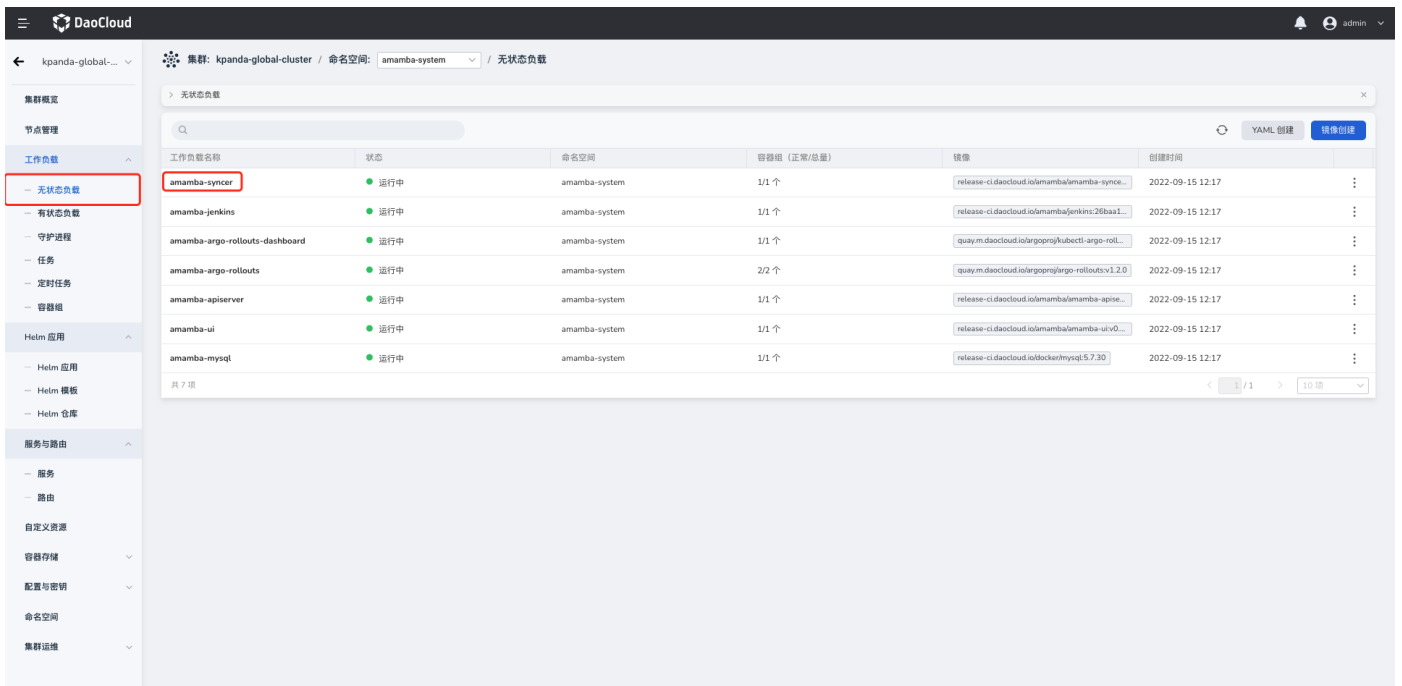 DaoCloud
admin
kpanda-global-...
集群: kpanda-global-cluster / 命名空间: amamba-system / 无状态负载
集群概览
节点管理
工作负载
无状态负载
有状态负载
守护进程
任务
定时任务
容器组
Helm 应用
Helm 应用
Helm 模板
Helm 仓库
服务与路由
服务
路由
自定义资源
容器存储
配置与密钥
命名空间
集群运维
无状态负载
YAML 创建 镜像创建
工作负载名称 状态 命名空间 容器组（正常/总量） 镜像 创建时间
amamba-syncer 运行中 amamba-system 1/1 个 release-ci.daocloud.io/amamba/amamba-synce... 2022-09-15 12:17
amamba-jenkins 运行中 amamba-system 1/1 个 release-ci.daocloud.io/amamba/jenkins:26baa1... 2022-09-15 12:17
amamba-argo-rollouts-dashboard 运行中 amamba-system 1/1 个 quay.m.daocloud.io/argoproj/kubectl-argo-roll... 2022-09-15 12:17
amamba-argo-rollouts 运行中 amamba-system 2/2 个 quay.m.daocloud.io/argoproj/argo-rollouts:v1.2.0 2022-09-15 12:17
amamba-apiserver 运行中 amamba-system 1/1 个 release-ci.daocloud.io/amamba/amamba-apise... 2022-09-15 12:17
amamba-ui 运行中 amamba-system 1/1 个 release-ci.daocloud.io/amamba/amamba-ui:v0.... 2022-09-15 12:17
amamba-mysql 运行中 amamba-system 1/1 个 release-ci.daocloud.io/docker/mysql:5.7.30 2022-09-15 12:17
共 7 项 1 / 1 10 项